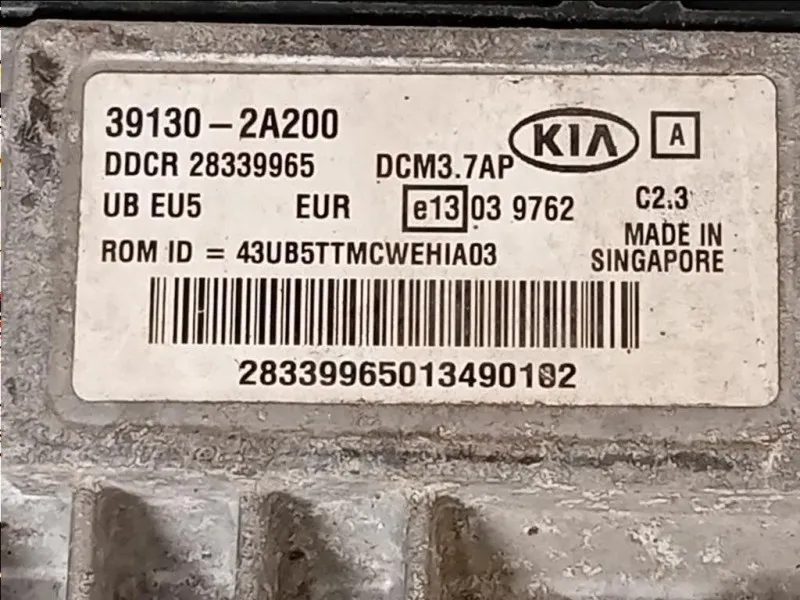 39130-2A200 KIA A
DDCR 28339965 DCM3.7AP
UB EU5 EUR e13 03 9762 C2.3
MADE IN
ROM ID = 43UB5TTMCWEHIA03 SINGAPORE
28339965013490182